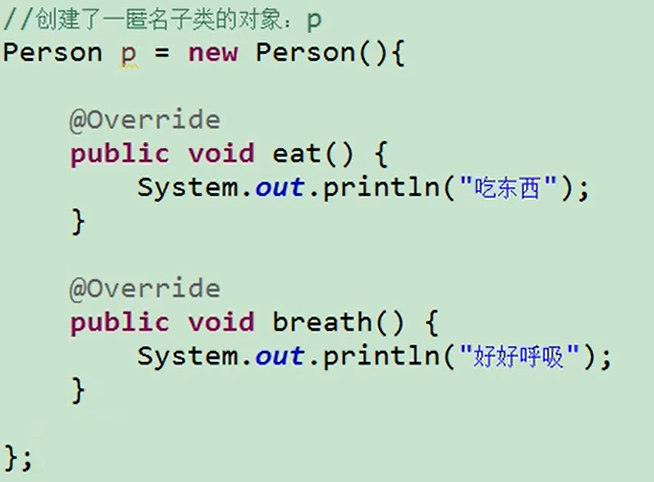 //创建了一匿名子类的对象：p
Person p = new Person(){
@Override
public void eat() {
System.out.println("吃东西");
}
@Override
public void breath() {
System.out.println("好好呼吸");
}
};